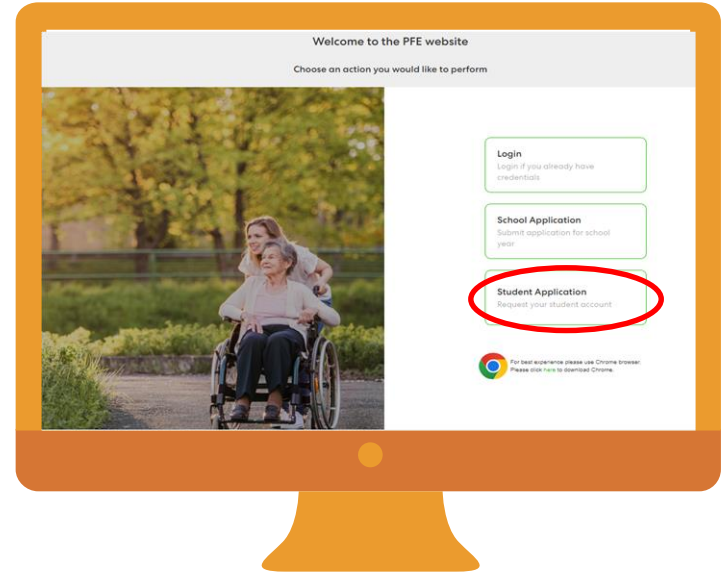 Welcome to the PFE website
Choose an action you would like to perform
Login
Login if you already have
credentials
School Application
Submit application for school
year
Student Application
Request your student account
For best experience please use Chrome browser.
Please click here to download Chrome.